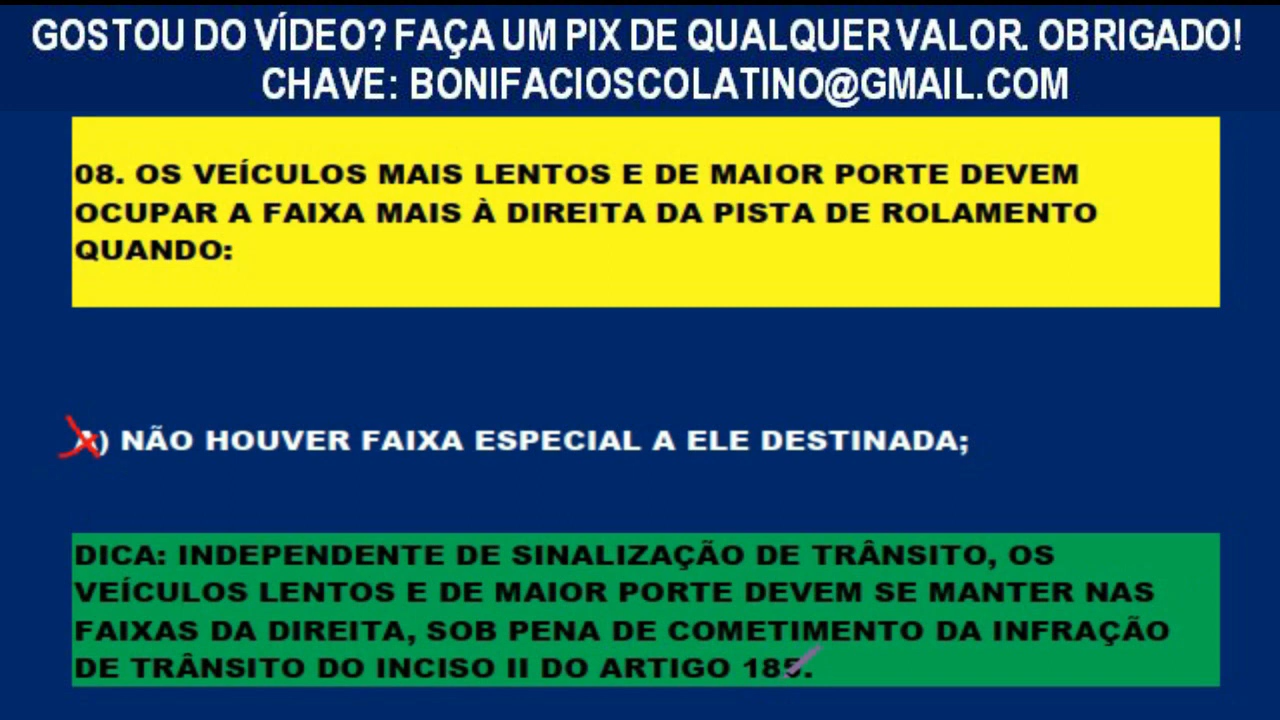 GOSTOU DO VÍDEO? FAÇA UM PIX DE QUALQUER VALOR. OBRIGADO!
CHAVE: BONIFACIOSCOLATINO@GMAIL.COM
08. OS VEÍCULOS MAIS LENTOS E DE MAIOR PORTE DEVEM
OCUPAR A FAIXA MAIS À DIREITA DA PISTA DE ROLAMENTO
QUANDO:
) NÃO HOUVER FAIXA ESPECIAL A ELE DESTINADA;
DICA: INDEPENDENTE DE SINALIZAÇÃO DE TRÂNSITO, OS
VEÍCULOS LENTOS E DE MAIOR PORTE DEVEM SE MANTER NAS
FAIXAS DA DIREITA, SOB PENA DE COMETIMENTO DA INFRAÇÃO
DE TRÂNSITO DO INCISO II DO ARTIGO 185.